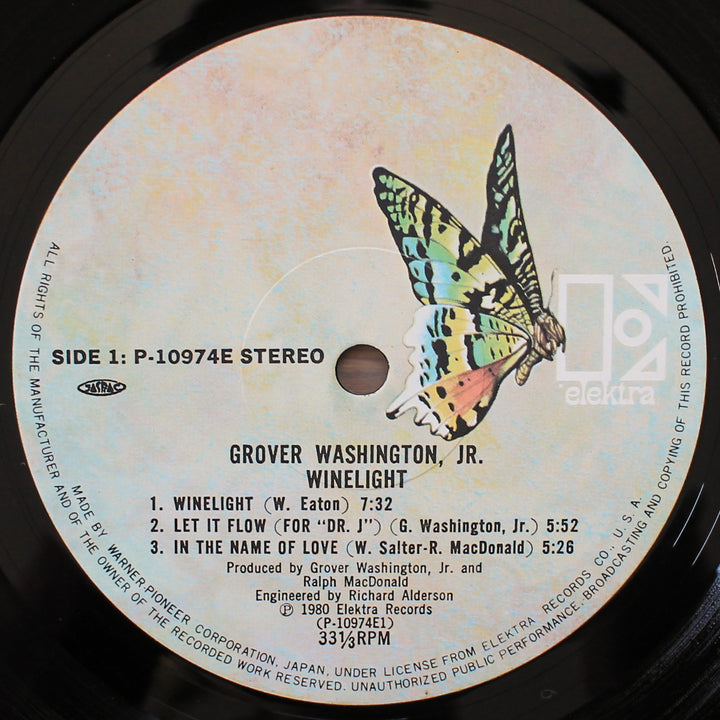 SIDE 1: P-10974E STEREO
JASRAC
elektra
GROVER WASHINGTON, JR.
WINELIGHT
1. WINELIGHT (W. Eaton) 7:32
2. LET IT FLOW (FOR "DR. J") (G. Washington, Jr.) 5:52
3. IN THE NAME OF LOVE (W. Salter-R. MacDonald) 5:26
Produced by Grover Washington, Jr. and
Ralph MacDonald
Engineered by Richard Alderson
℗ 1980 Elektra Records
(P-10974E1)
33⅓RPM
MADE BY WARNER-PIONEER CORPORATION, JAPAN, UNDER LICENSE FROM ELEKTRA RECORDS CO., U.S.A.
ALL RIGHTS OF THE MANUFACTURER AND OF THE OWNER OF THE RECORDED WORK RESERVED. UNAUTHORIZED PUBLIC PERFORMANCE, BROADCASTING AND COPYING OF THIS RECORD PROHIBITED.